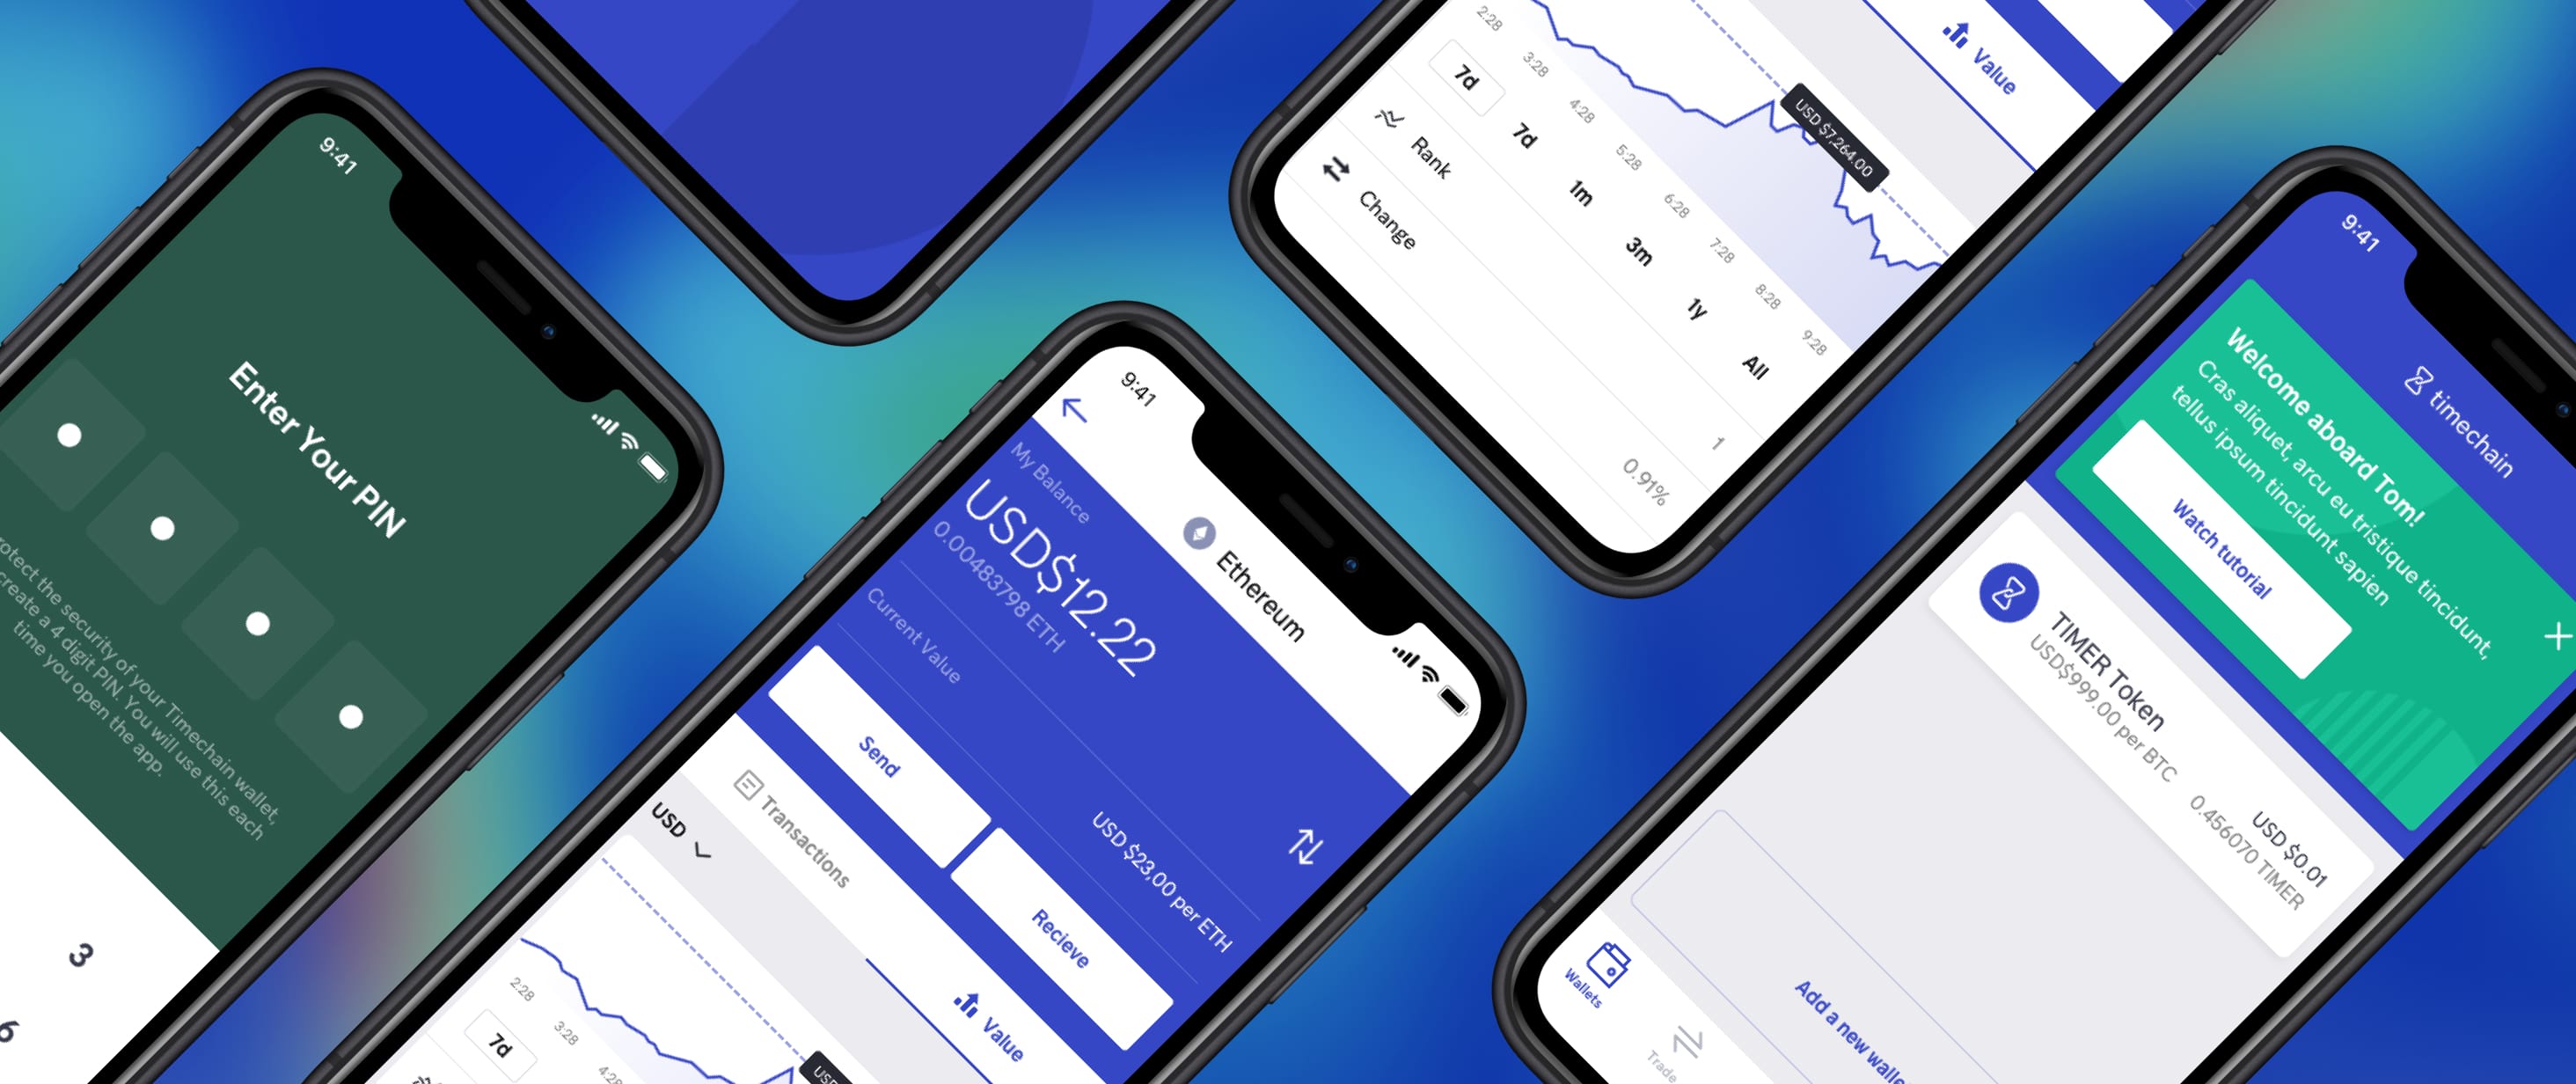 9:41
Enter Your PIN
rotect the security of your Timechain wallet,
create a 4 digit PIN. You will use this each
time you open the app.
3
6
9:41
Ethereum
My Balance
USD$12.22
0.00483798 ETH
Current Value
USD $23,00 per ETH
Send
Recieve
Transactions
Value
USD
USD
2:28
3:28
4:28
7d
Value
USD $7,264.00
2:28
3:28
4:28
5:28
6:28
7:28
8:28
9:28
7d
7d
1m
3m
1y
All
Rank
1
Change
0.91%
9:41
timechain
Welcome aboard Tom!
Cras aliquet, arcu eu tristique tincidunt,
tellus ipsum tincidunt sapien
Watch tutorial
TIMER Token
USD$999.00 per BTC
USD $0.01
0.456070 TIMER
Add a new walle
Wallets
Trade